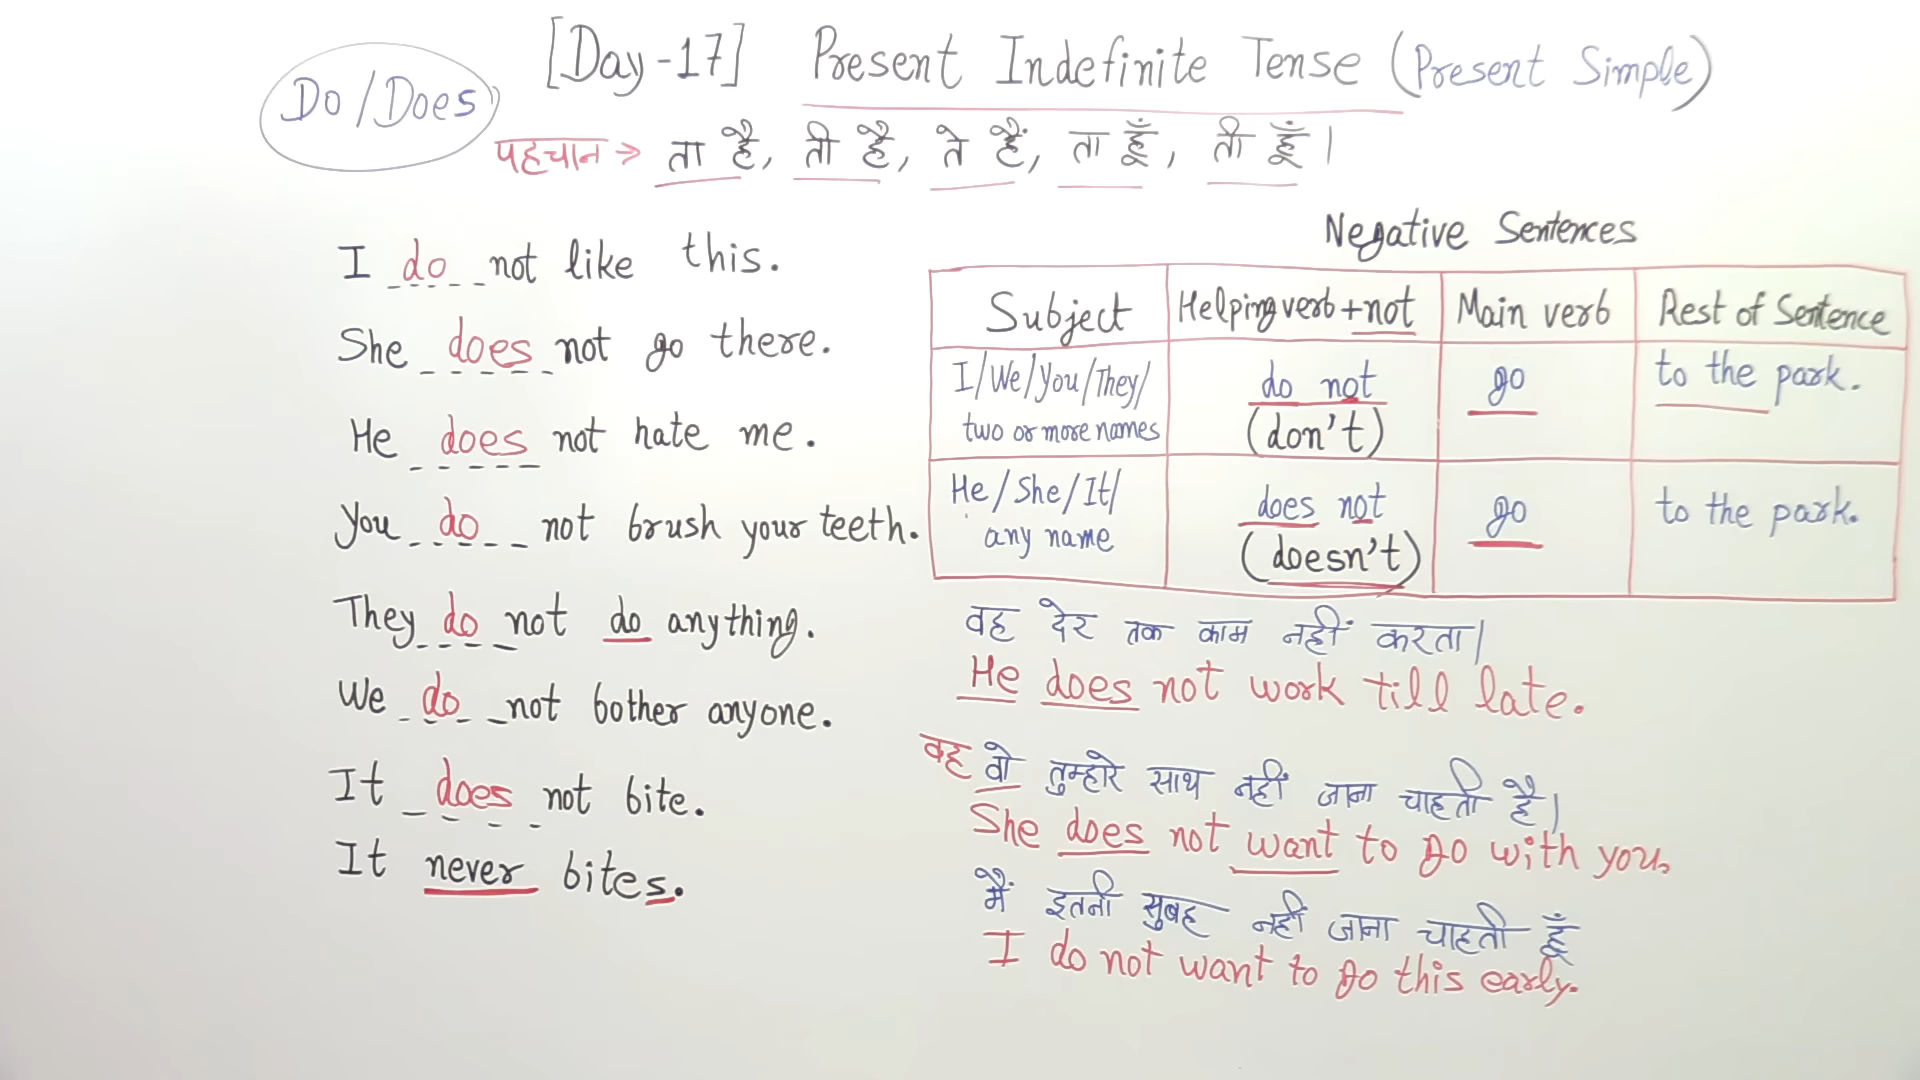 [Day-17] Present Indefinite Tense (Present Simple)
Do/Does
पहचान → ता है, ती है, ते हैं, ता हूँ, ती हूँ।
I do not like this.
She does not go there.
He does not hate me.
You do not brush your teeth.
They do not do anything.
We do not bother anyone.
It does not bite.
It never bites.
Negative Sentences
Subject Helping verb + not Main verb Rest of Sentence
I/We/You/They/ do not go to the park.
two or more names (don't)
He/She/It/ does not go to the park.
any name (doesn't)
वह देर तक काम नहीं करता।
He does not work till late.
वह वो तुम्हारे साथ नहीं जाना चाहती है।
She does not want to go with you.
मैं इतनी सुबह नहीं जाना चाहती हूँ
I do not want to go this early.